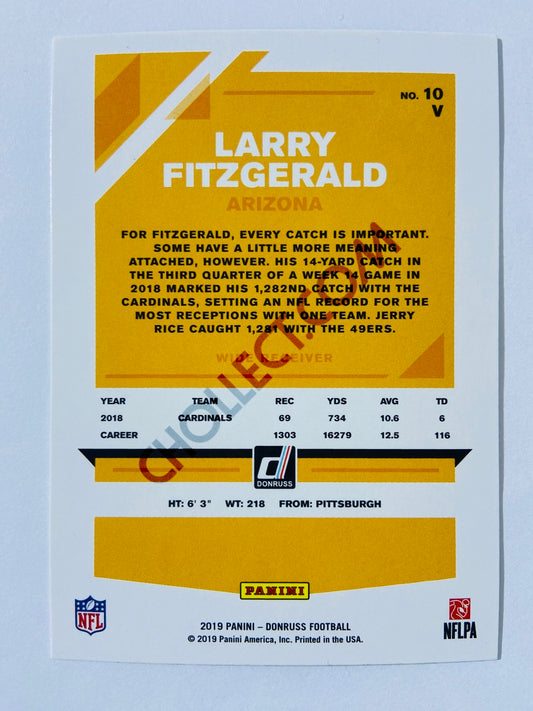 NO. 10
V
LARRY
FITZGERALD
ARIZONA
FOR FITZGERALD, EVERY CATCH IS IMPORTANT.
SOME HAVE A LITTLE MORE MEANING
ATTACHED, HOWEVER. HIS 14-YARD CATCH IN
THE THIRD QUARTER OF A WEEK 14 GAME IN
2018 MARKED HIS 1,282ND CATCH WITH THE
CARDINALS, SETTING AN NFL RECORD FOR THE
MOST RECEPTIONS WITH ONE TEAM. JERRY
RICE CAUGHT 1,281 WITH THE 49ERS.
WIDE RECEIVER
YEAR TEAM REC YDS AVG TD
2018 CARDINALS 69 734 10.6 6
CAREER 1303 16279 12.5 116
CHOLLECT.COM
d
DONRUSS
HT: 6' 3" WT: 218 FROM: PITTSBURGH
PANINI
NFL
2019 PANINI – DONRUSS FOOTBALL
© 2019 Panini America, Inc. Printed in the USA.
NFLPA